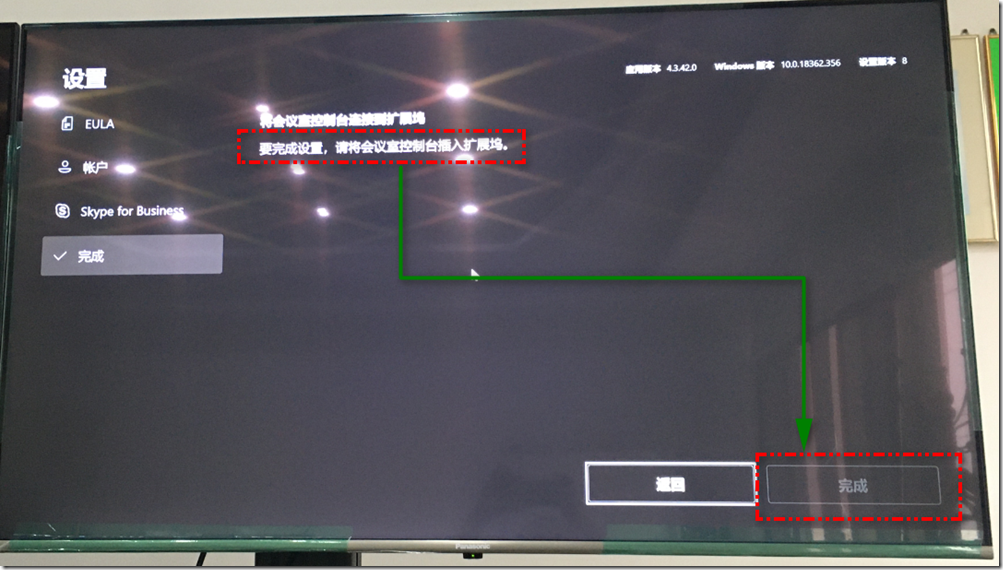 设置
应用版本 4.3.42.0 Windows 版本 10.0.18362.356 设置版本 8
EULA
将会议室控制台连接到扩展坞
要完成设置，请将会议室控制台插入扩展坞。
帐户
Skype for Business
完成
返回
完成
Panasonic